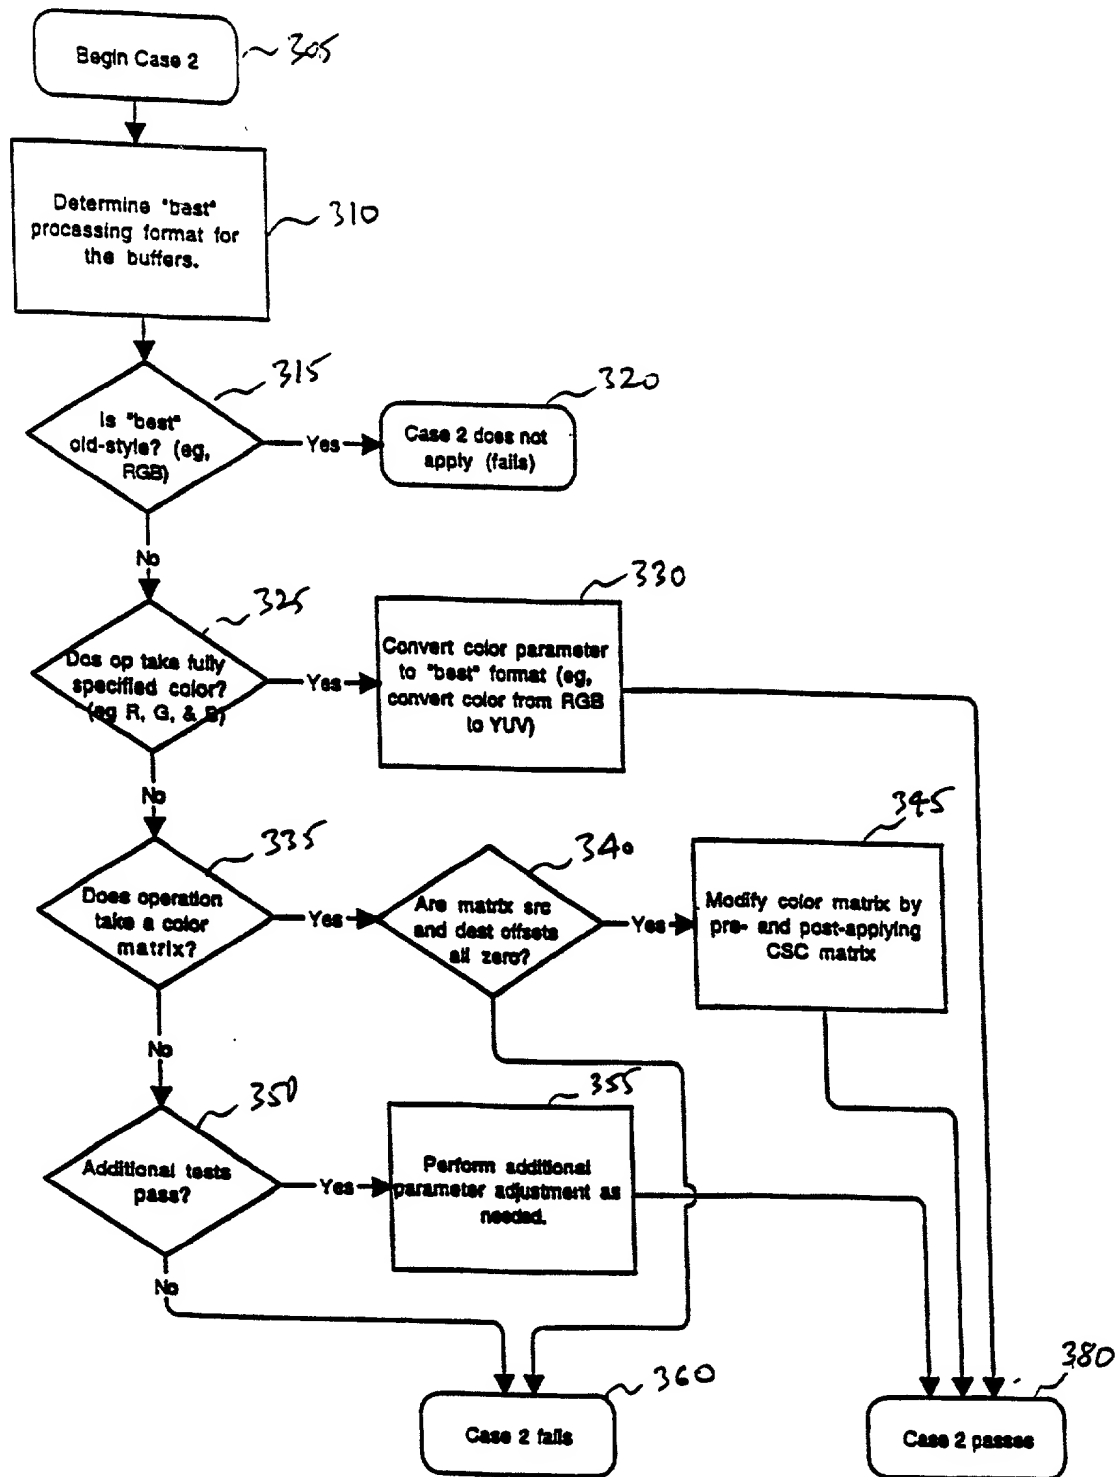 Begin Case 2
305
Determine "best"
processing format for
the buffers.
310
Is "best"
old-style? (eg,
RGB)
315
Yes
Case 2 does not
apply (fails)
320
No
Dos op take fully
specified color?
(eg R, G, & B)
325
Yes
Convert color parameter
to "best" format (eg,
convert color from RGB
to YUV)
330
No
Does operation
take a color
matrix?
335
Yes
Are matrix src
and dest offsets
all zero?
340
Yes
Modify color matrix by
pre- and post-applying
CSC matrix
345
No
Additional tests
pass?
350
Yes
Perform additional
parameter adjustment as
needed.
355
No
Case 2 fails
360
Case 2 passes
380